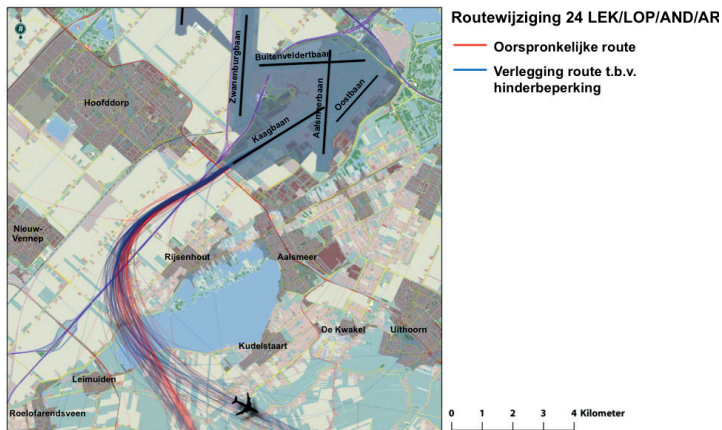 Routewijziging 24 LEK/LOP/AND/AR
Oorspronkelijke route
Verlegging route t.b.v.
hinderbeperking
Zwanenburgbaan
Buitenveldertbaan
Hoofddorp
Aalsmeerbaan
Oostbaan
Kaagbaan
Nieuw-
Vennep
Rijsenhout
Aalsmeer
De Kwakel
Uithoorn
Kudelstaart
Leimuiden
Roelofarendsveen
0 1 2 3 4 Kilometer